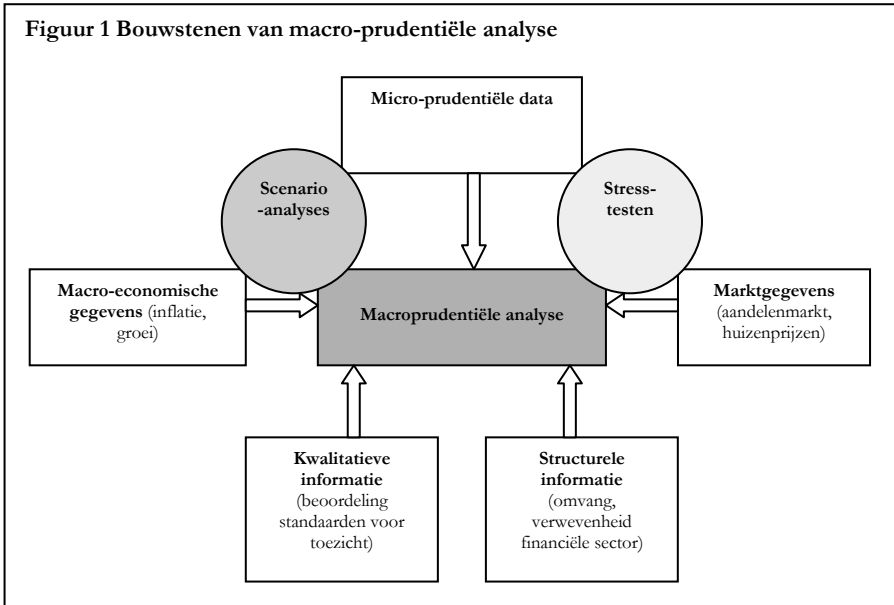 Figuur 1 Bouwstenen van macro-prudentiële analyse
Micro-prudentiële data
Scenario
-analyses
Stress-
testen
Macro-economische
gegevens (inflatie,
groei)
Macroprudentiële analyse
Marktgegevens
(aandelenmarkt,
huizenprijzen)
Kwalitatieve
informatie
(beoordeling
standaarden voor
toezicht)
Structurele
informatie
(omvang,
verwevenheid
financiële sector)